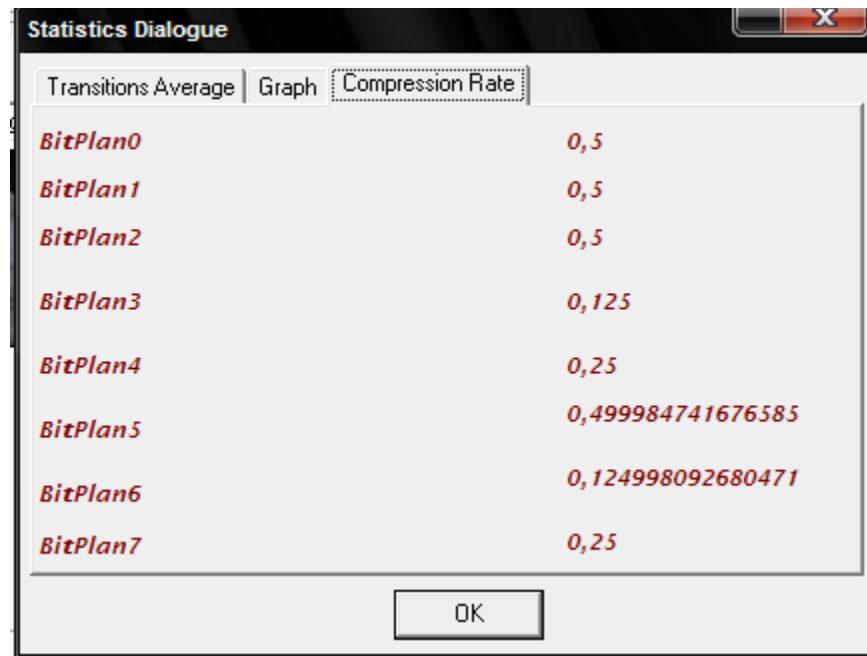 Statistics Dialogue
Transitions Average Graph Compression Rate
BitPlan0 0,5
BitPlan1 0,5
BitPlan2 0,5
BitPlan3 0,125
BitPlan4 0,25
BitPlan5 0,499984741676585
BitPlan6 0,124998092680471
BitPlan7 0,25
OK